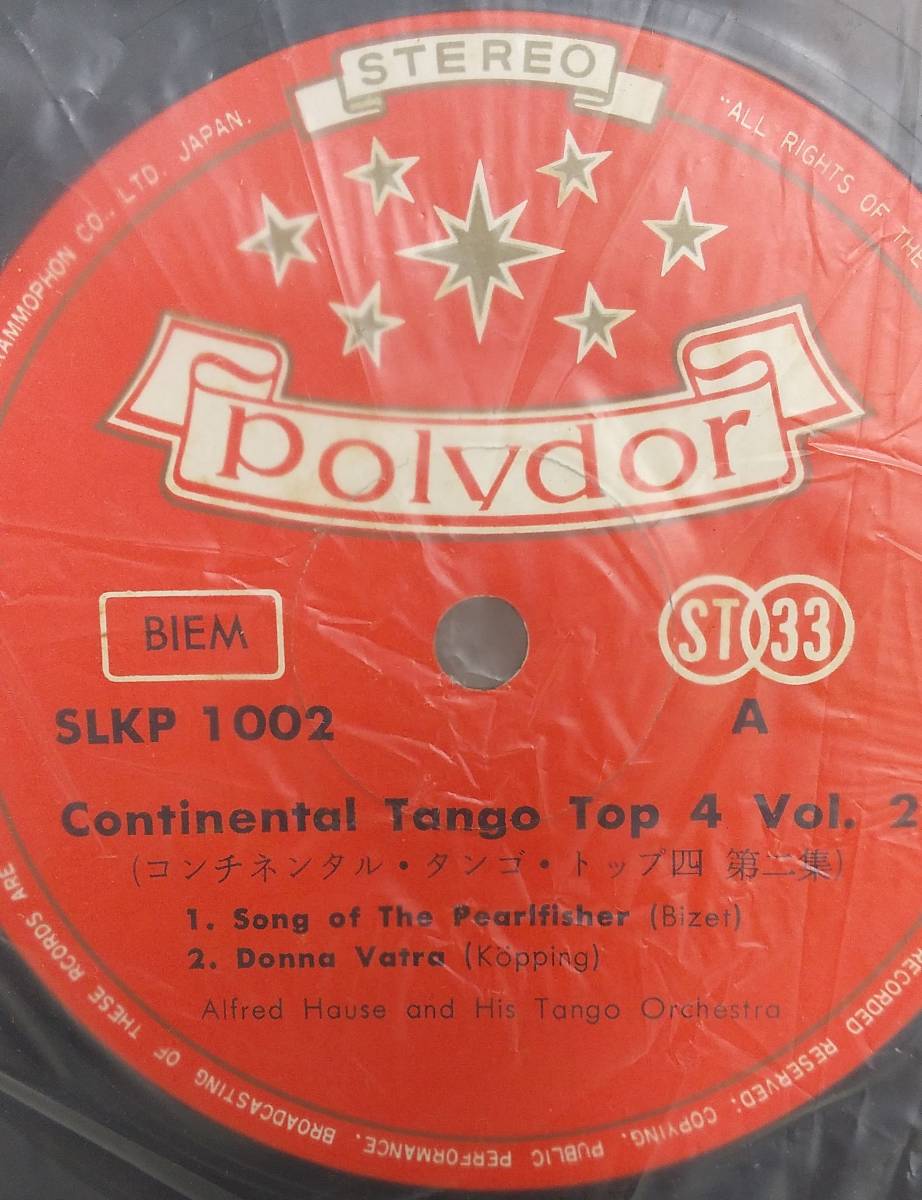 STEREO
polydor
BIEM
ST 33
SLKP 1002
A
Continental Tango Top 4 Vol. 2
(コンチネンタル・タンゴ・トップ四 第二集)
1. Song of The Pearlfisher (Bizet)
2. Donna Vatra (Köpping)
Alfred Hause and His Tango Orchestra
CO., LTD. JAPAN.
"ALL RIGHTS OF THE
RECORDED RESERVED: COPYING, PUBLIC PERFORMANCE, BROADCASTING OF THESE RCORDS ARE